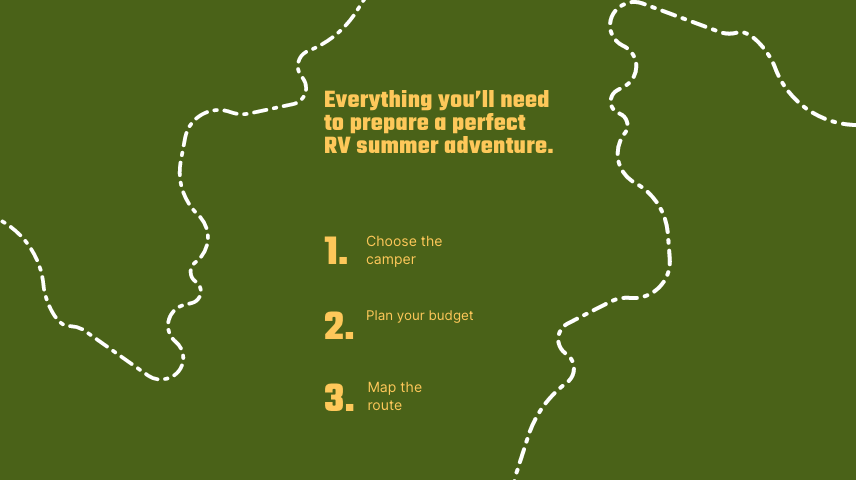 Everything you’ll need
to prepare a perfect
RV summer adventure.
1. Choose the
camper
2. Plan your budget
3. Map the
route